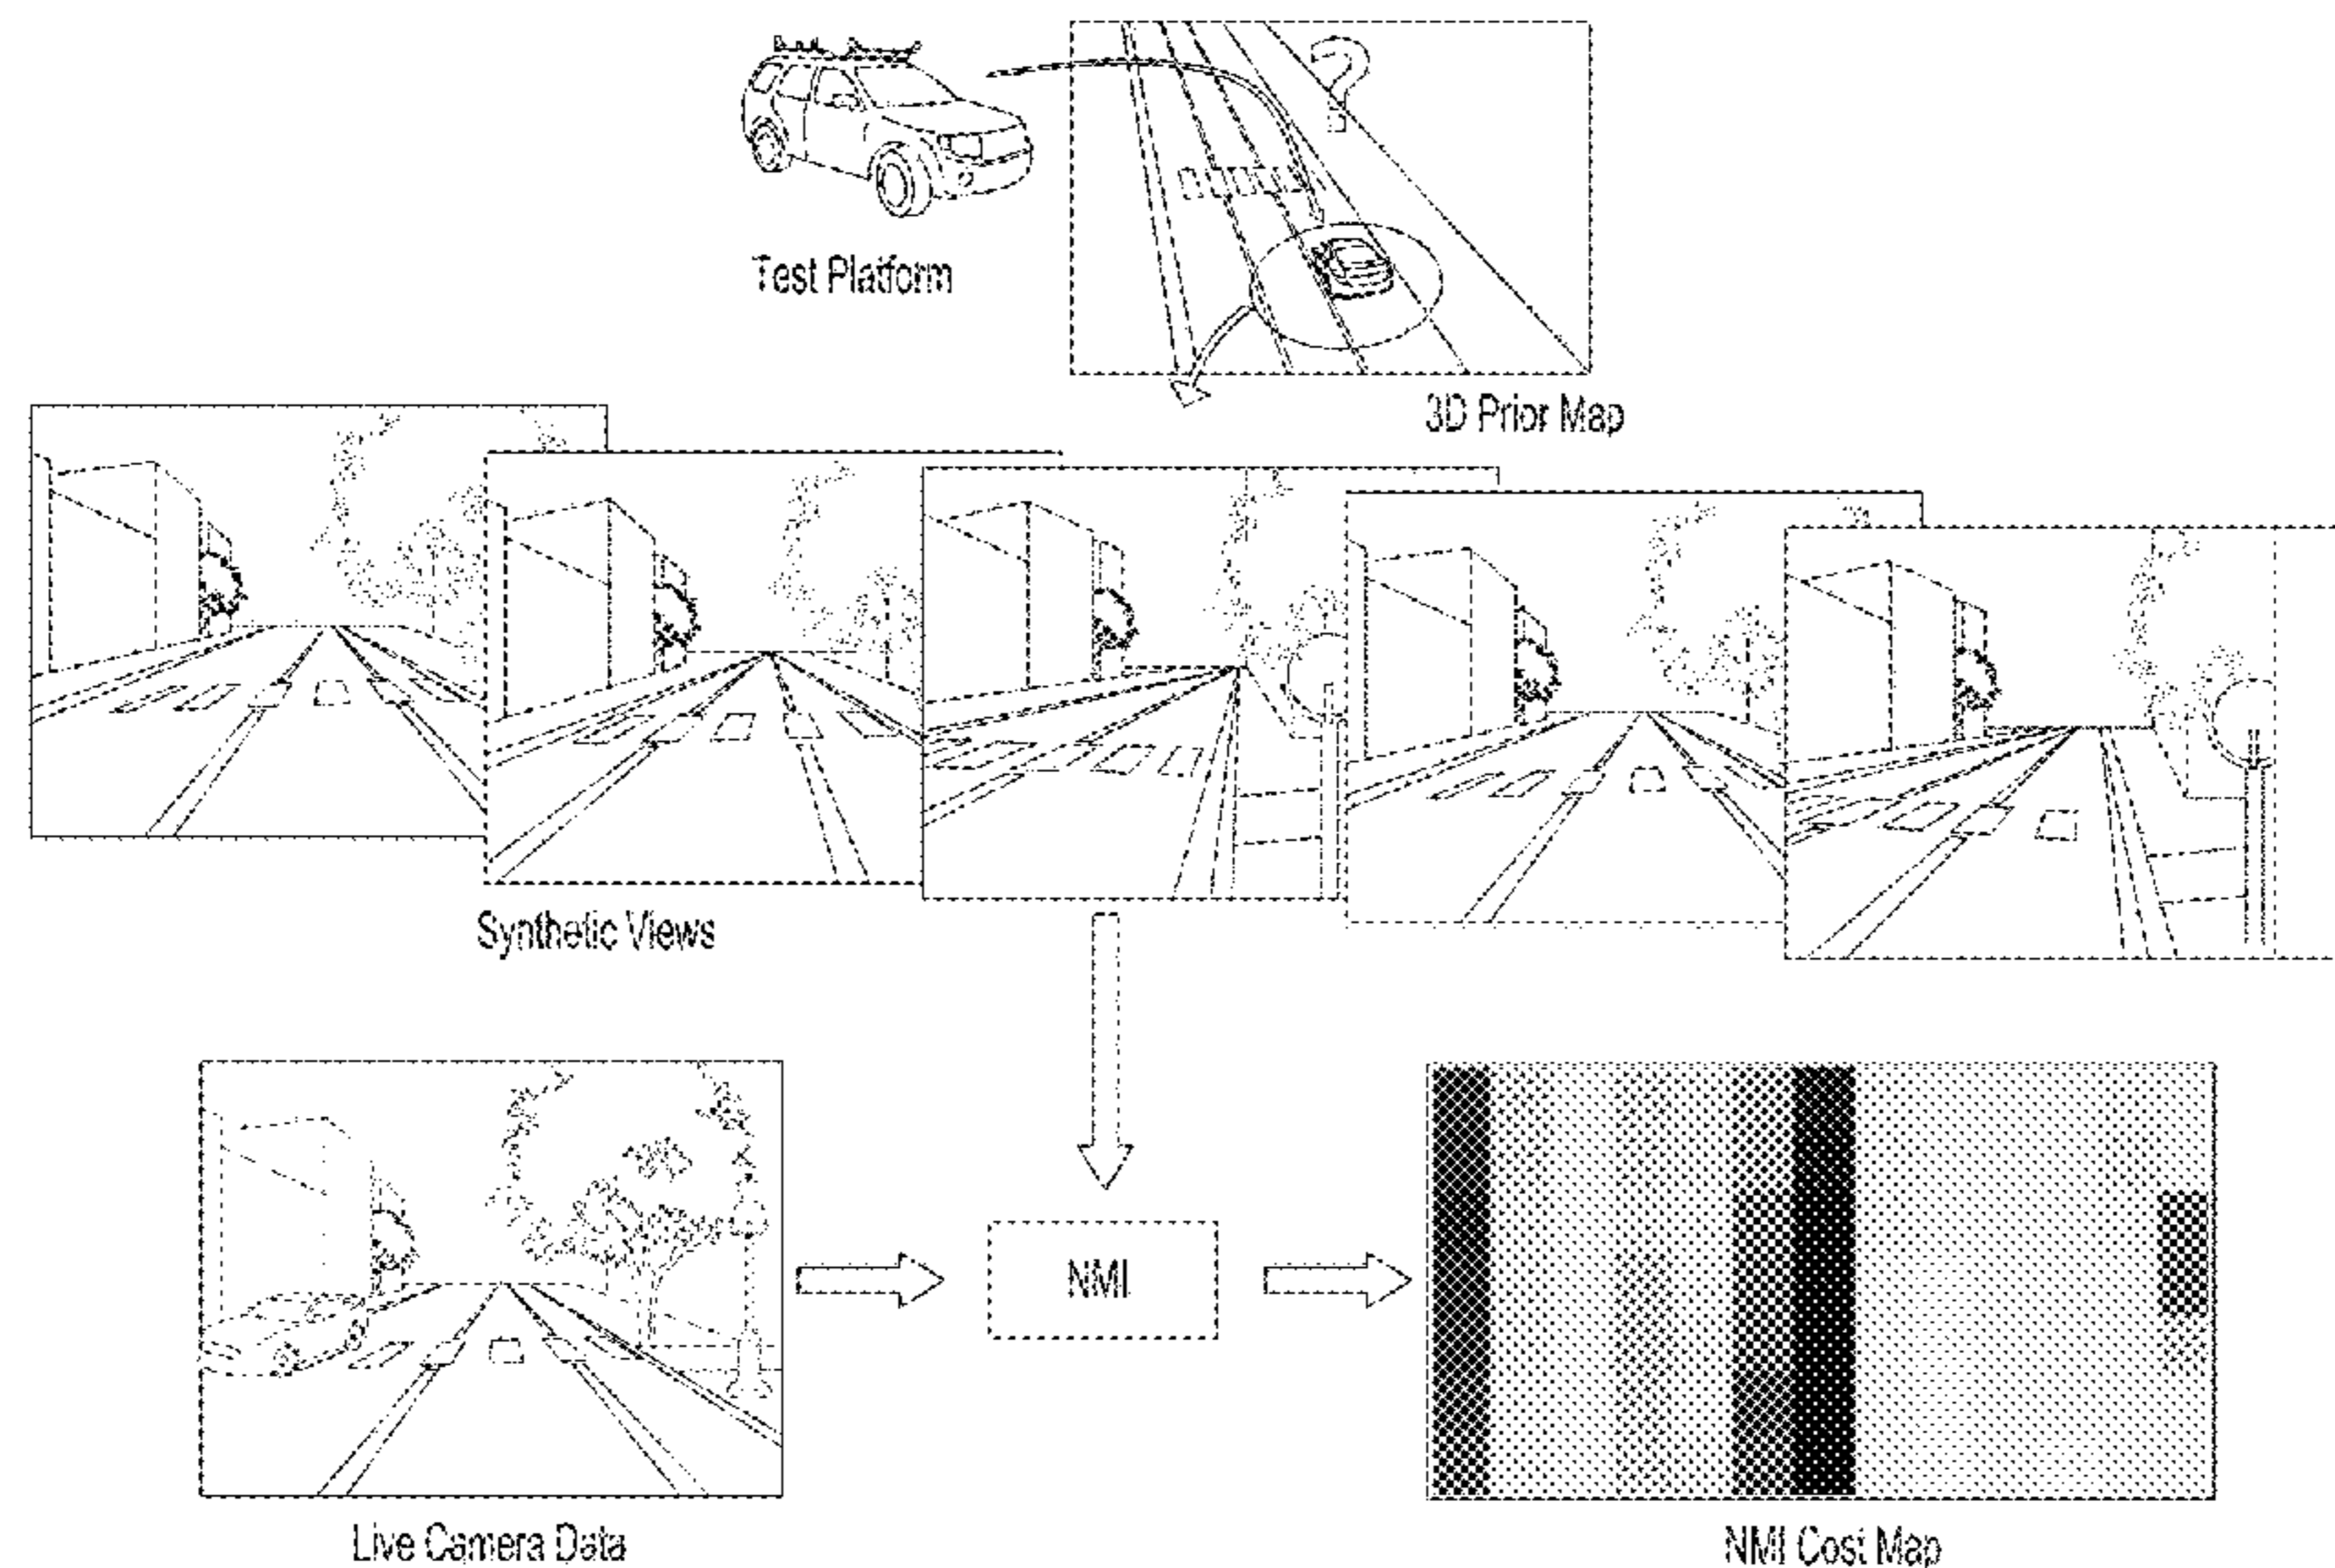 ?
Test Platform
3D Prior Map
Synthetic Views
NMI
Live Camera Data
NMI Cost Map